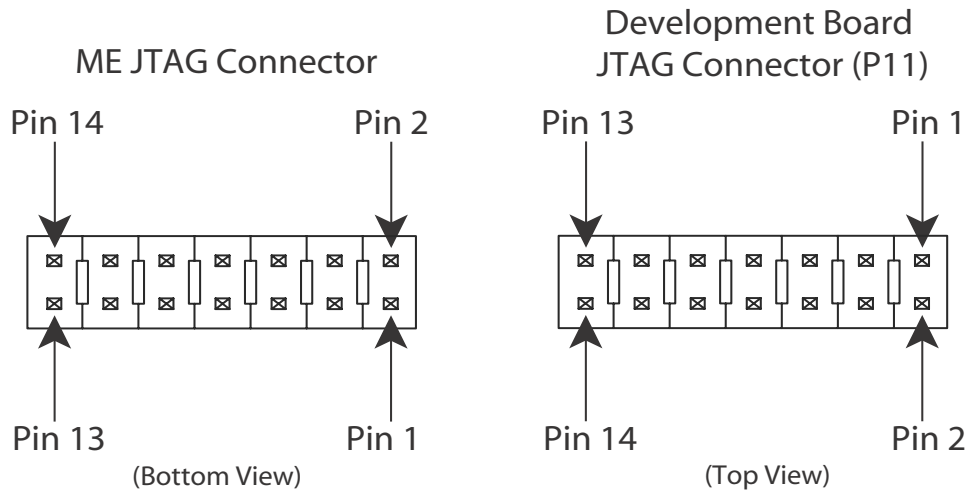 ME JTAG Connector
Pin 14
Pin 2
Pin 13
Pin 1
(Bottom View)
Development Board
JTAG Connector (P11)
Pin 13
Pin 1
Pin 14
Pin 2
(Top View)